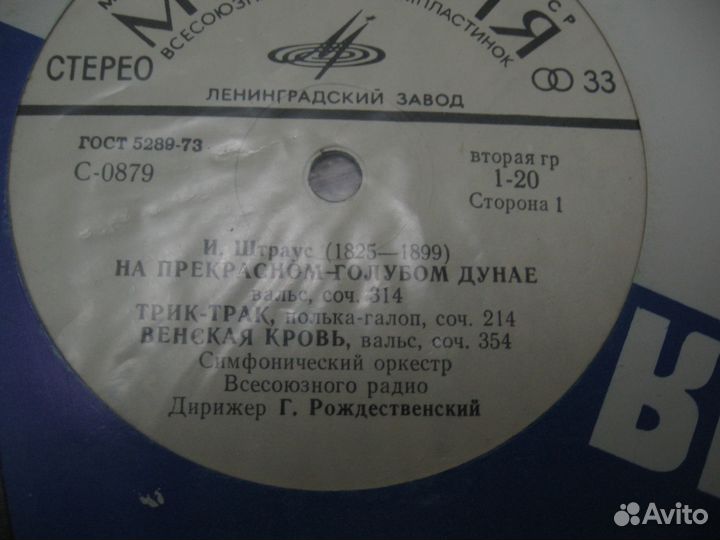 СР
М Я
ВСЕСОЮЗН МПЛАСТИНОК
СТЕРЕО 33
ЛЕНИНГРАДСКИЙ ЗАВОД
ГОСТ 5289-73
С-0879
вторая гр
1-20
Сторона 1
И. Штраус (1825—1899)
НА ПРЕКРАСНОМ ГОЛУБОМ ДУНАЕ
вальс, соч. 314
ТРИК-ТРАК, полька-галоп, соч. 214
ВЕНСКАЯ КРОВЬ, вальс, соч. 354
Симфонический оркестр
Всесоюзного радио
Дирижер Г. Рождественский
Avito